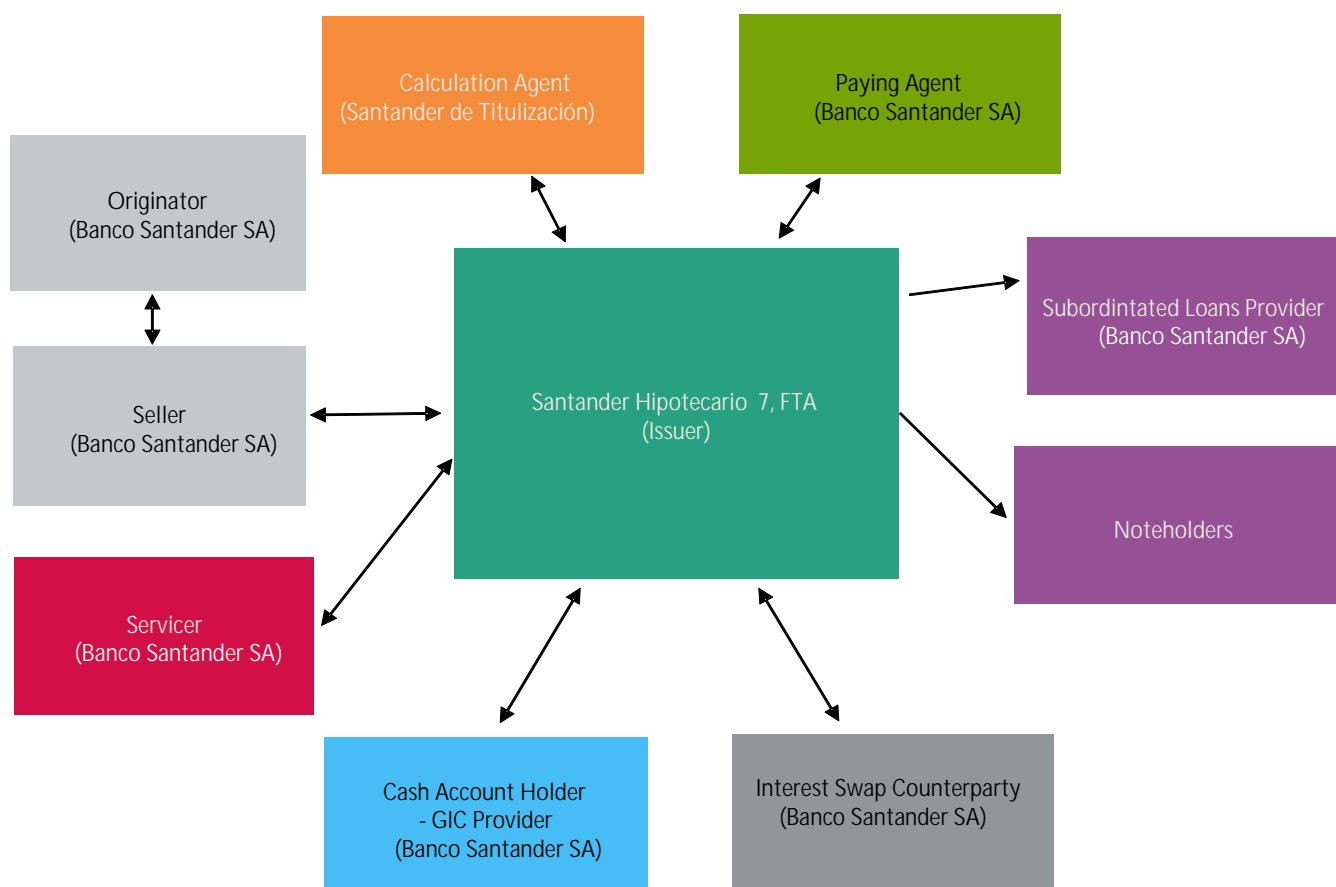 Calculation Agent
(Santander de Titulización)
Paying Agent
(Banco Santander SA)
Originator
(Banco Santander SA)
Subordintated Loans Provider
(Banco Santander SA)
Seller
(Banco Santander SA)
Santander Hipotecario 7, FTA
(Issuer)
Noteholders
Servicer
(Banco Santander SA)
Cash Account Holder
- GIC Provider
(Banco Santander SA)
Interest Swap Counterparty
(Banco Santander SA)